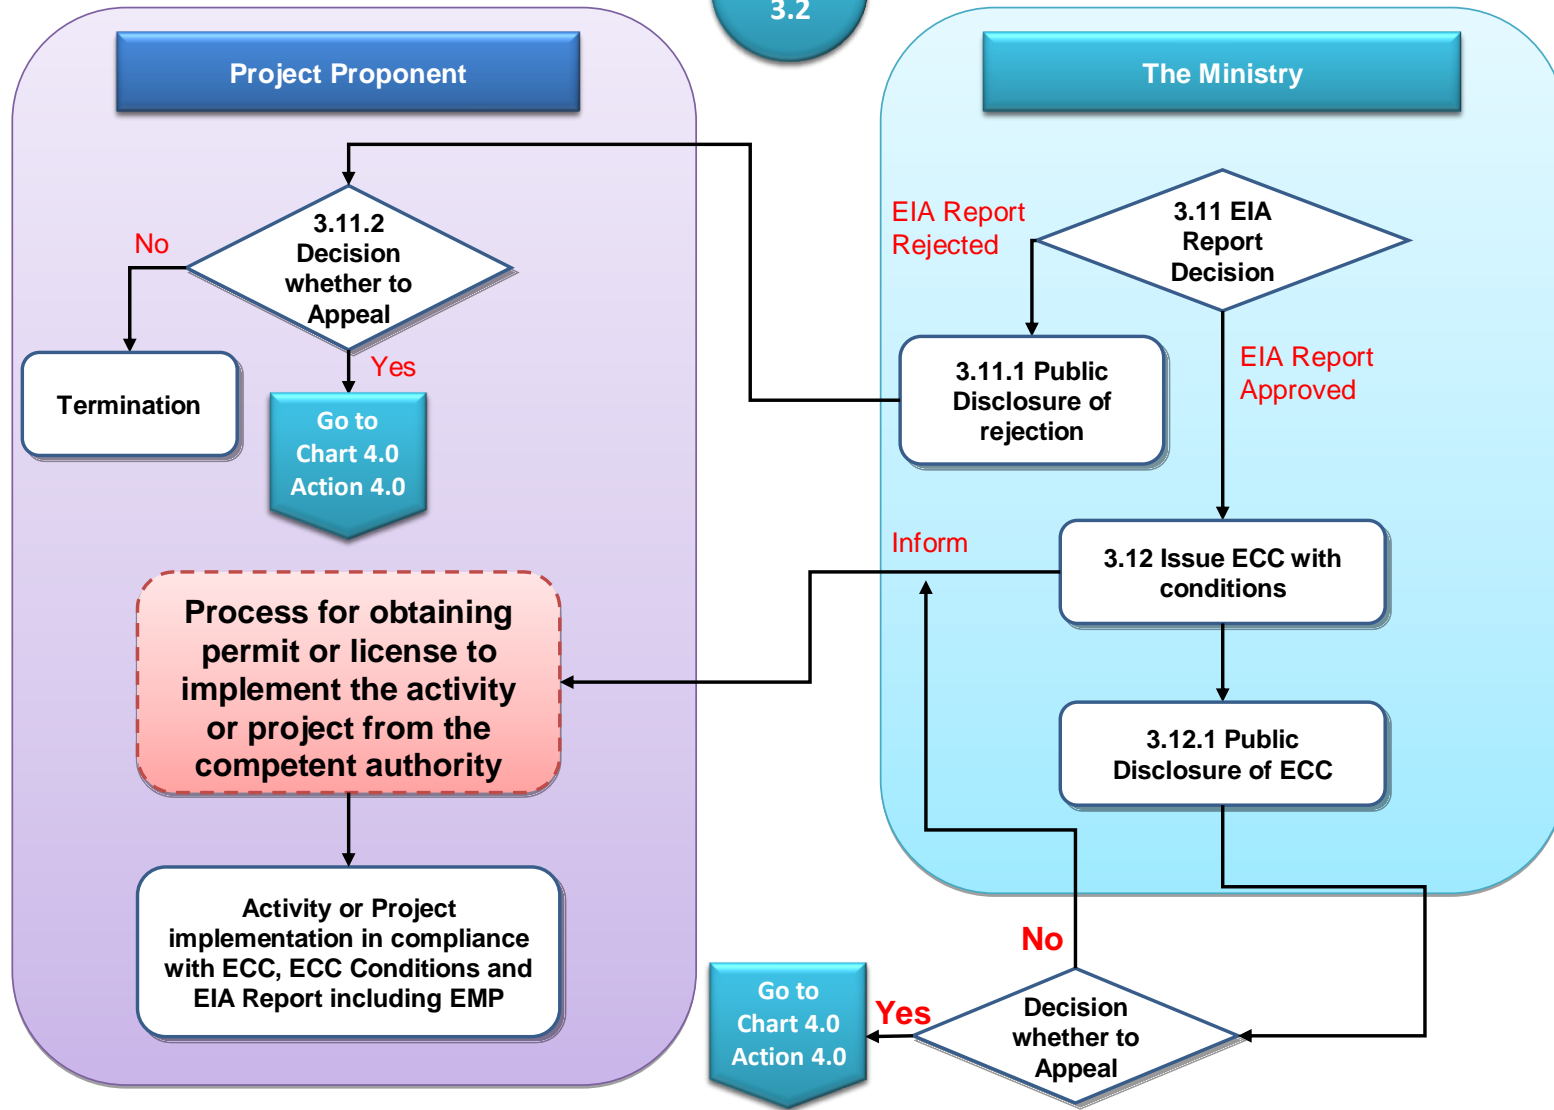 3.2
Project Proponent
The Ministry
3.11.2
Decision
whether to
Appeal
No
Yes
Termination
Go to
Chart 4.0
Action 4.0
EIA Report
Rejected
3.11 EIA
Report
Decision
3.11.1 Public
Disclosure of
rejection
EIA Report
Approved
Inform
3.12 Issue ECC with
conditions
Process for obtaining
permit or license to
implement the activity
or project from the
competent authority
3.12.1 Public
Disclosure of ECC
Activity or Project
implementation in compliance
with ECC, ECC Conditions and
EIA Report including EMP
No
Go to
Chart 4.0
Action 4.0
Yes
Decision
whether to
Appeal